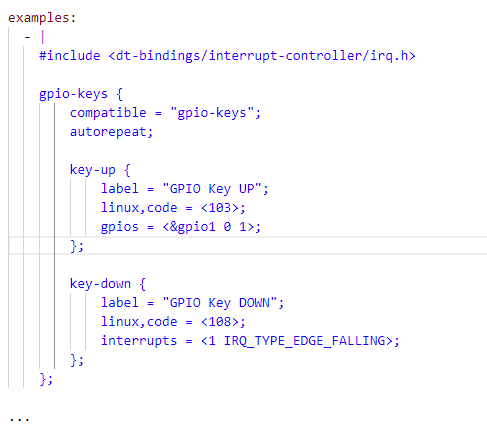 examples:
  - |
    #include <dt-bindings/interrupt-controller/irq.h>

    gpio-keys {
        compatible = "gpio-keys";
        autorepeat;

        key-up {
            label = "GPIO Key UP";
            linux,code = <103>;
            gpios = <&gpio1 0 1>;
        };

        key-down {
            label = "GPIO Key DOWN";
            linux,code = <108>;
            interrupts = <1 IRQ_TYPE_EDGE_FALLING>;
        };
    };

...